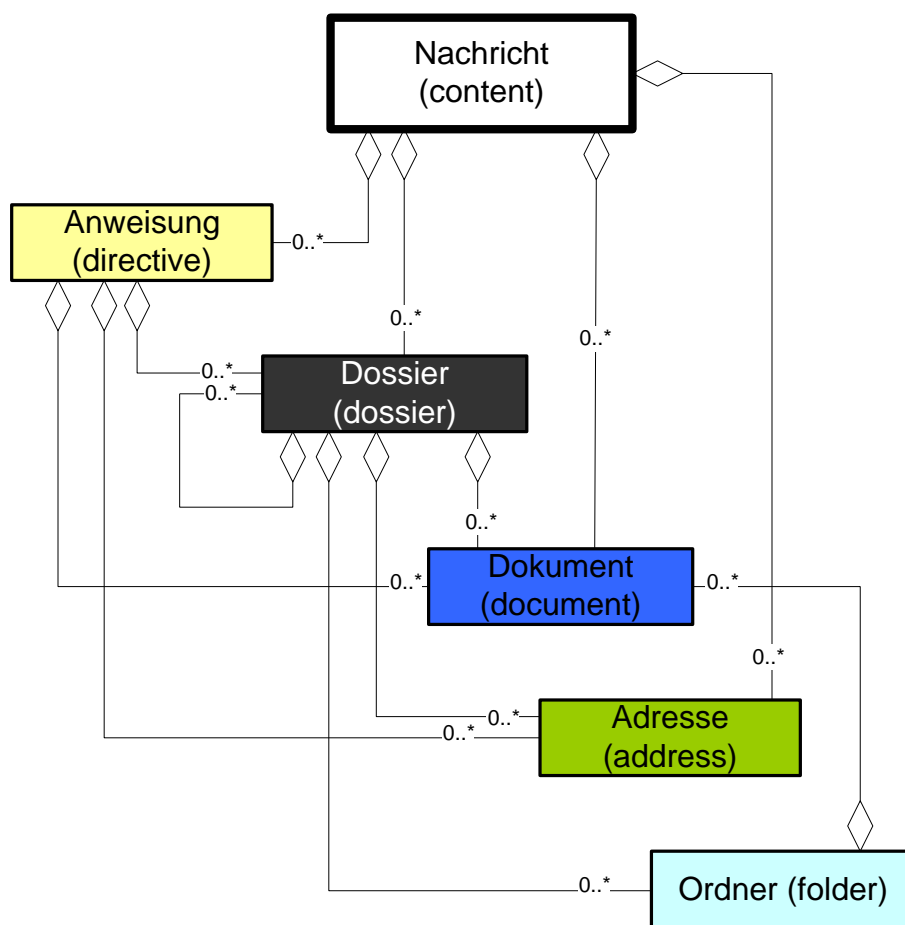 Nachricht
(content)
Anweisung
(directive)
0..*
0..*
0..*
0..*
0..*
Dossier
(dossier)
0..*
Dokument
(document)
0..*
0..*
0..*
0..*
0..*
Adresse
(address)
0..*
Ordner (folder)